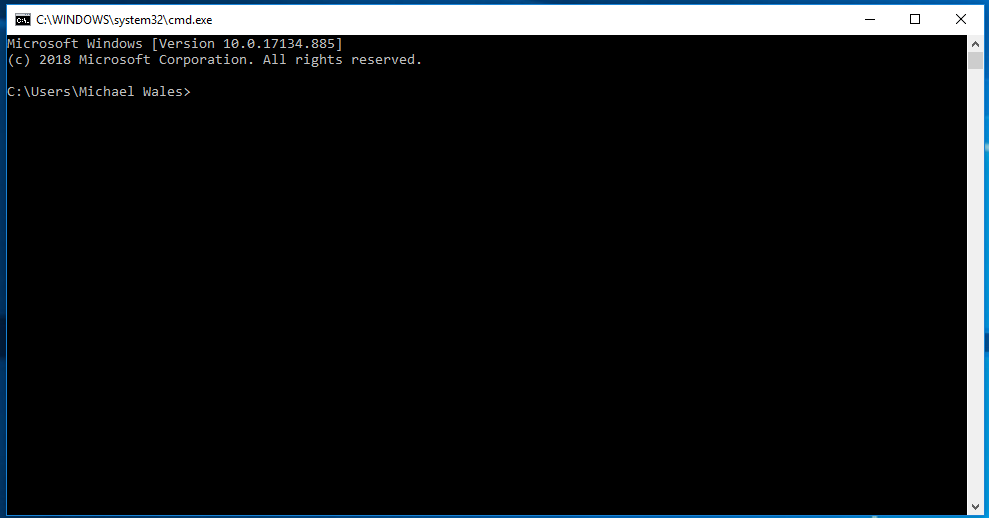 C:\WINDOWS\system32\cmd.exe
Microsoft Windows [Version 10.0.17134.885]
(c) 2018 Microsoft Corporation. All rights reserved.
C:\Users\Michael Wales>